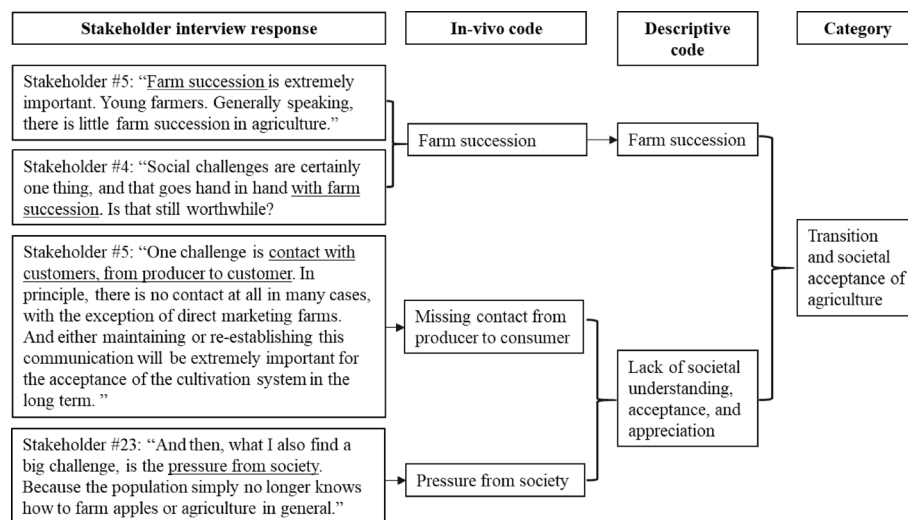 Stakeholder interview response
In-vivo code
Descriptive
code
Category
Stakeholder #5: “Farm succession is extremely
important. Young farmers. Generally speaking,
there is little farm succession in agriculture.”
Farm succession
Farm succession
Stakeholder #4: “Social challenges are certainly
one thing, and that goes hand in hand with farm
succession. Is that still worthwhile?
Stakeholder #5: “One challenge is contact with
customers, from producer to customer. In
principle, there is no contact at all in many cases,
with the exception of direct marketing farms.
And either maintaining or re-establishing this
communication will be extremely important for
the acceptance of the cultivation system in the
long term. ”
Missing contact from
producer to consumer
Stakeholder #23: “And then, what I also find a
big challenge, is the pressure from society.
Because the population simply no longer knows
how to farm apples or agriculture in general.”
Pressure from society
Lack of societal
understanding,
acceptance, and
appreciation
Transition
and societal
acceptance of
agriculture